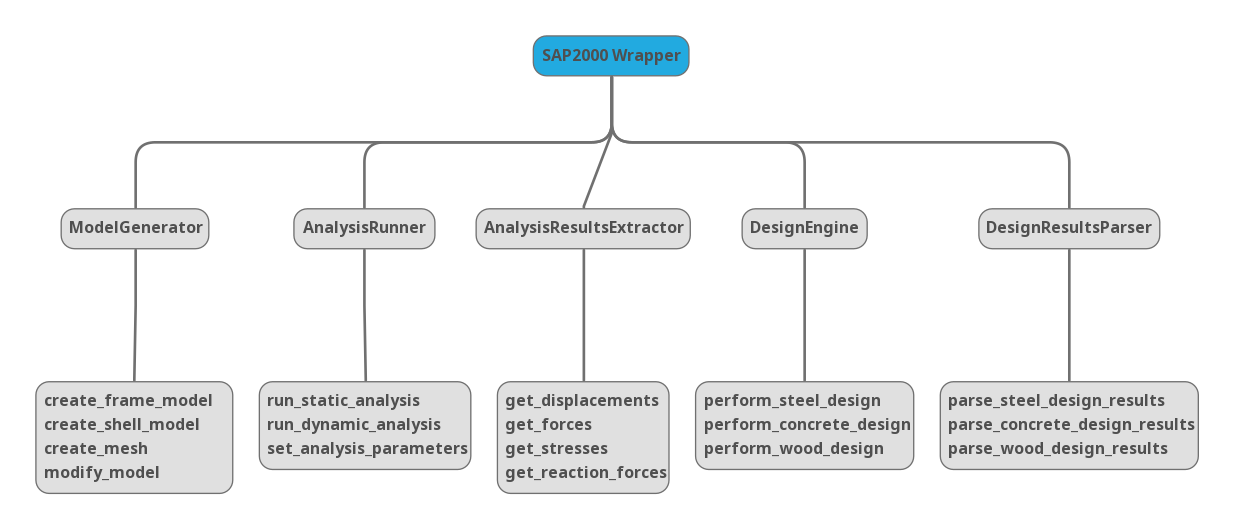 SAP2000 Wrapper
ModelGenerator
AnalysisRunner
AnalysisResultsExtractor
DesignEngine
DesignResultsParser
create_frame_model
create_shell_model
create_mesh
modify_model
run_static_analysis
run_dynamic_analysis
set_analysis_parameters
get_displacements
get_forces
get_stresses
get_reaction_forces
perform_steel_design
perform_concrete_design
perform_wood_design
parse_steel_design_results
parse_concrete_design_results
parse_wood_design_results